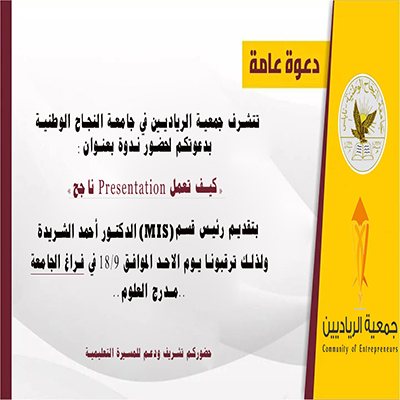 دعوة عامة
تتشرف جمعية الرياديين في جامعة النجاح الوطنية
بدعوتكم لحضور ندوة بعنوان :
"كيف تعمل Presentation ناجح"
بتقديم رئيس قسم (MIS) الدكتور أحمد الشريدة
ولذلك ترقبونا يوم الاحد الموافق 18/9 في فراغ الجامعة
..مدرج العلوم..
حضوركم تشريف ودعم للمسيرة التعليمية
جمعية الرياديين
Community of Entrepreneurs